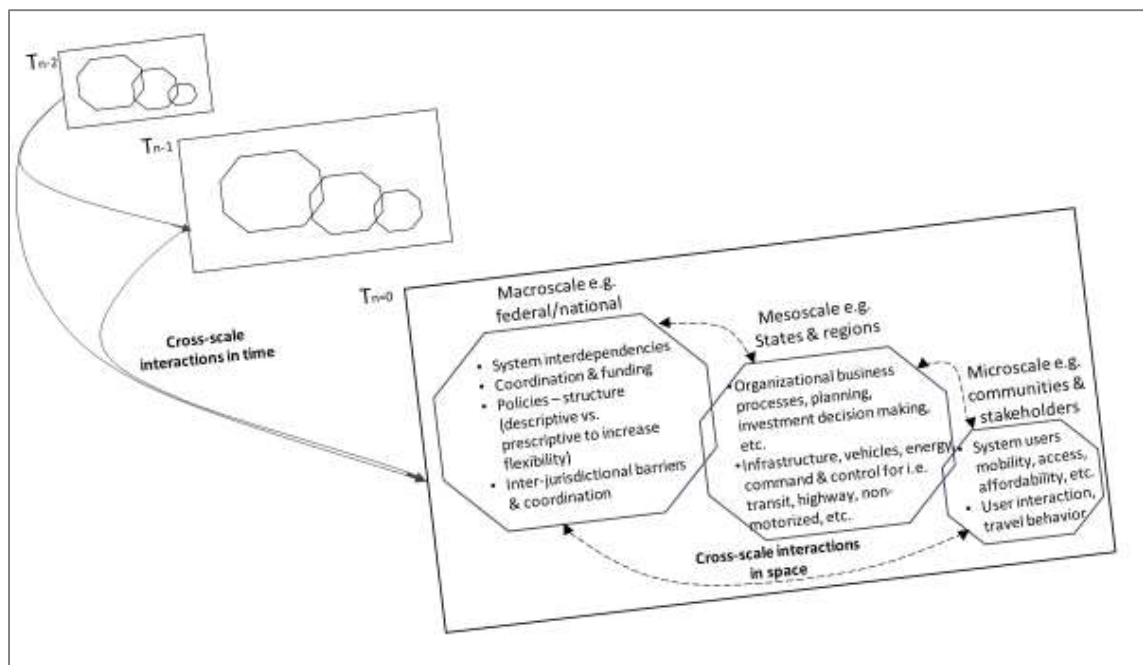 Tn-2
Tn-1
Tn=0
Cross-scale
interactions in time
Macroscale e.g.
federal/national
• System interdependencies
• Coordination & funding
• Policies – structure
(descriptive vs.
prescriptive to increase
flexibility)
• Inter-jurisdictional barriers
& coordination
Mesoscale e.g.
States & regions
•Organizational business
processes, planning,
investment decision making,
etc.
•Infrastructure, vehicles, energy,
command & control for i.e.
transit, highway, non-
motorized, etc.
Microscale e.g.
communities &
stakeholders
• System users
mobility, access,
affordability, etc.
• User interaction,
travel behavior
Cross-scale interactions
in space